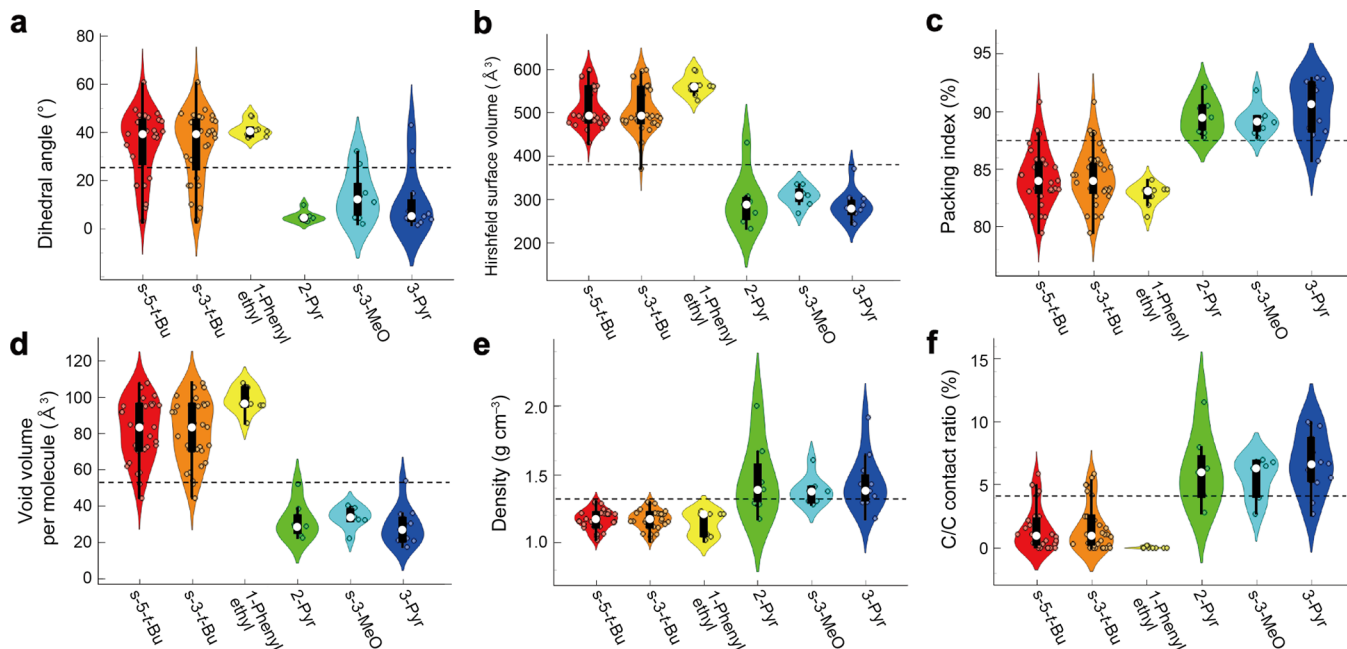 a
Dihedral angle (°)
80
60
40
20
0
s-5-t-Bu
s-3-t-Bu
1-Phenyl
ethyl
2-Pyr
s-3-MeO
3-Pyr
b
Hirshfeld surface volume (Å³)
600
500
400
300
200
s-5-t-Bu
s-3-t-Bu
1-Phenyl
ethyl
2-Pyr
s-3-MeO
3-Pyr
c
Packing index (%)
95
90
85
80
s-5-t-Bu
s-3-t-Bu
1-Phenyl
ethyl
2-Pyr
s-3-MeO
3-Pyr
d
Void volume
per molecule (Å³)
120
100
80
60
40
20
0
s-5-t-Bu
s-3-t-Bu
1-Phenyl
ethyl
2-Pyr
s-3-MeO
3-Pyr
e
Density (g cm⁻³)
2.0
1.5
1.0
s-5-t-Bu
s-3-t-Bu
1-Phenyl
ethyl
2-Pyr
s-3-MeO
3-Pyr
f
C/C contact ratio (%)
15
10
5
0
s-5-t-Bu
s-3-t-Bu
1-Phenyl
ethyl
2-Pyr
s-3-MeO
3-Pyr